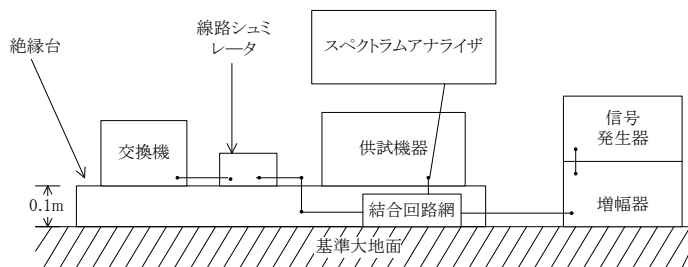 絶縁台
線路シュミ
レータ
スペクトラムアナライザ
交換機
供試機器
信号
発生器
0.1m
結合回路網
増幅器
基準大地面